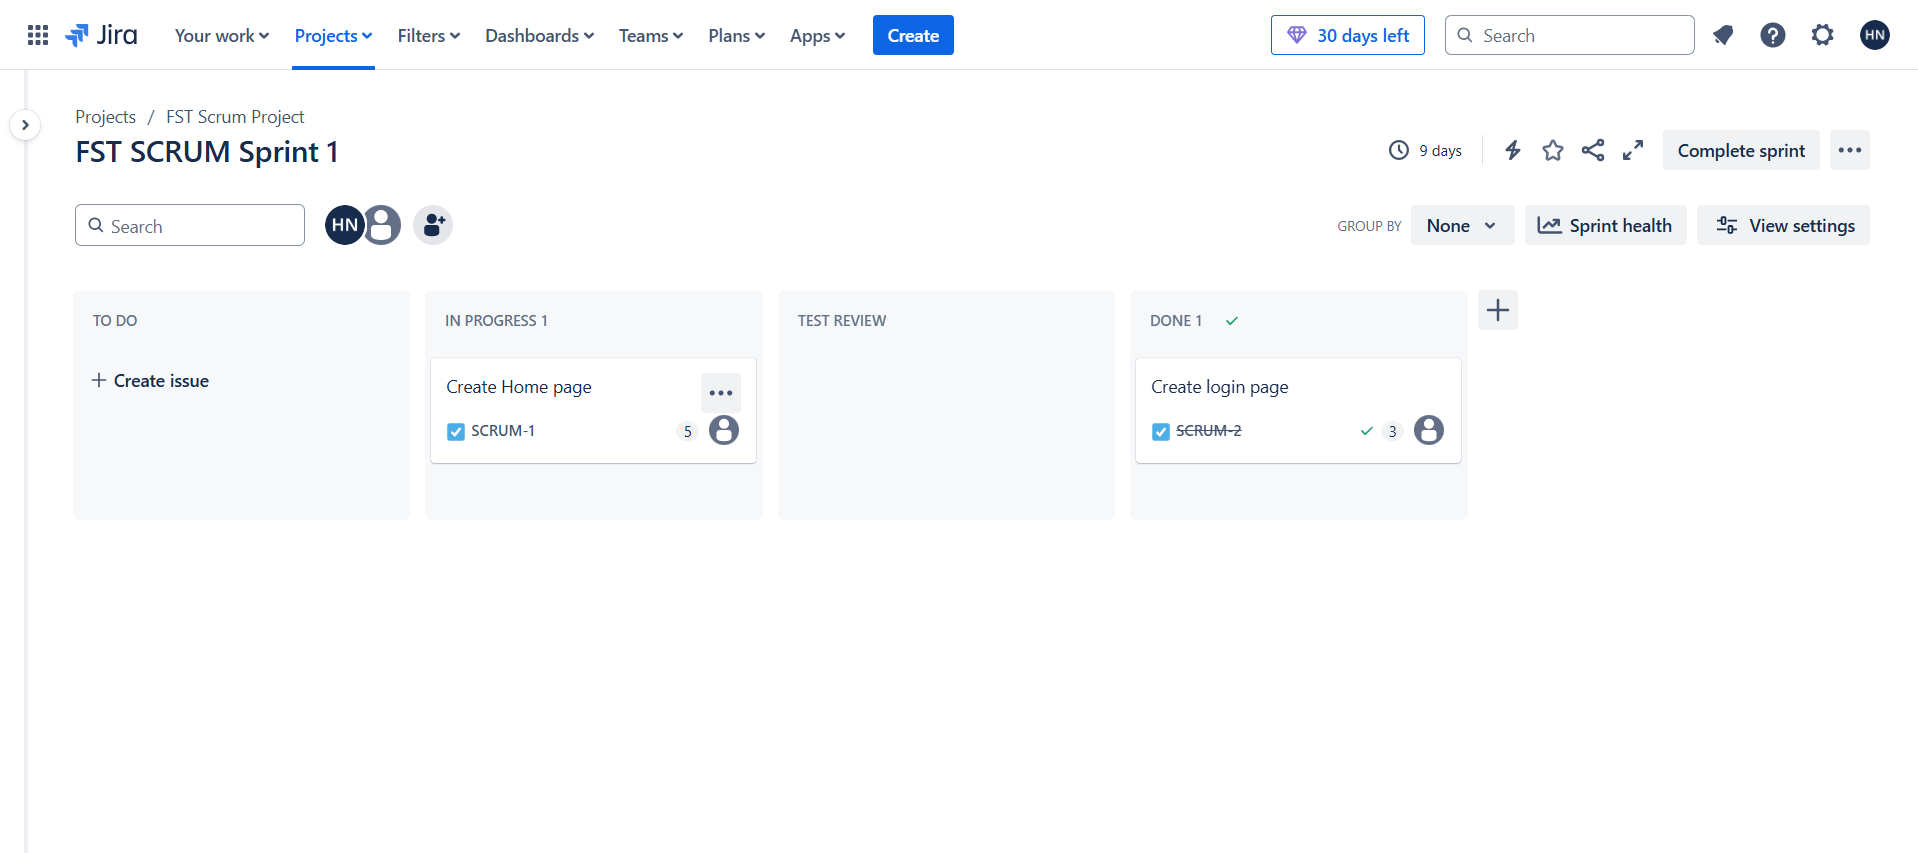 Jira Your work Projects Filters Dashboards Teams Plans Apps Create 30 days left Search HN
Projects / FST Scrum Project
FST SCRUM Sprint 1
9 days Complete sprint
Search HN GROUP BY None Sprint health View settings
TO DO
Create issue
IN PROGRESS 1
Create Home page
SCRUM-1 5
TEST REVIEW
DONE 1
Create login page
SCRUM-2 3